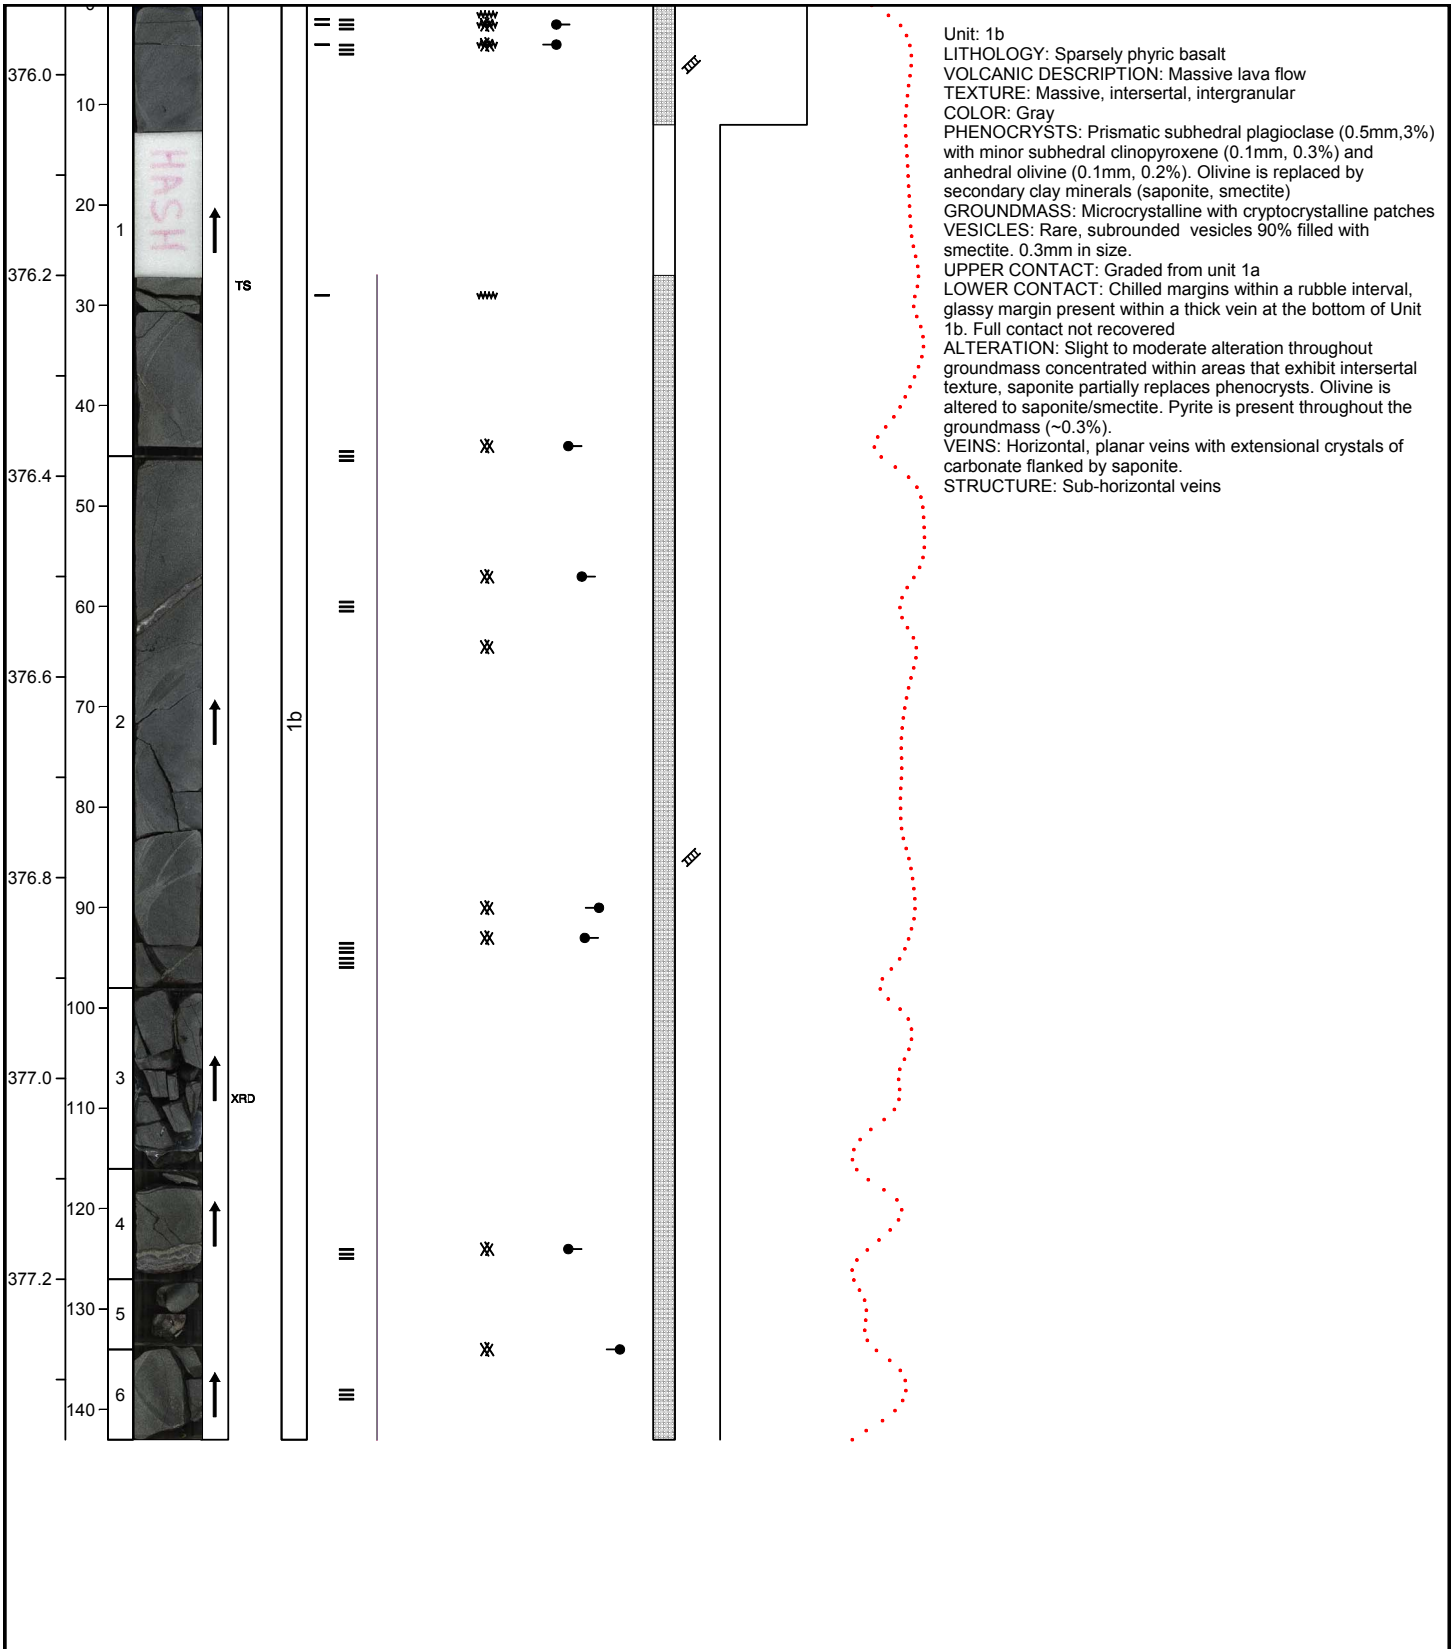 0
376.0
10
HASH
20
1
376.2
TS
30
40
376.4
50
60
376.6
70
2
1b
80
376.8
90
100
377.0
3
XRD
110
120
4
377.2
130
5
6
140
Unit: 1b
LITHOLOGY: Sparsely phyric basalt
VOLCANIC DESCRIPTION: Massive lava flow
TEXTURE: Massive, intersertal, intergranular
COLOR: Gray
PHENOCRYSTS: Prismatic subhedral plagioclase (0.5mm,3%)
with minor subhedral clinopyroxene (0.1mm, 0.3%) and
anhedral olivine (0.1mm, 0.2%). Olivine is replaced by
secondary clay minerals (saponite, smectite)
GROUNDMASS: Microcrystalline with cryptocrystalline patches
VESICLES: Rare, subrounded vesicles 90% filled with
smectite. 0.3mm in size.
UPPER CONTACT: Graded from unit 1a
LOWER CONTACT: Chilled margins within a rubble interval,
glassy margin present within a thick vein at the bottom of Unit
1b. Full contact not recovered
ALTERATION: Slight to moderate alteration throughout
groundmass concentrated within areas that exhibit intersertal
texture, saponite partially replaces phenocrysts. Olivine is
altered to saponite/smectite. Pyrite is present throughout the
groundmass (~0.3%).
VEINS: Horizontal, planar veins with extensional crystals of
carbonate flanked by saponite.
STRUCTURE: Sub-horizontal veins